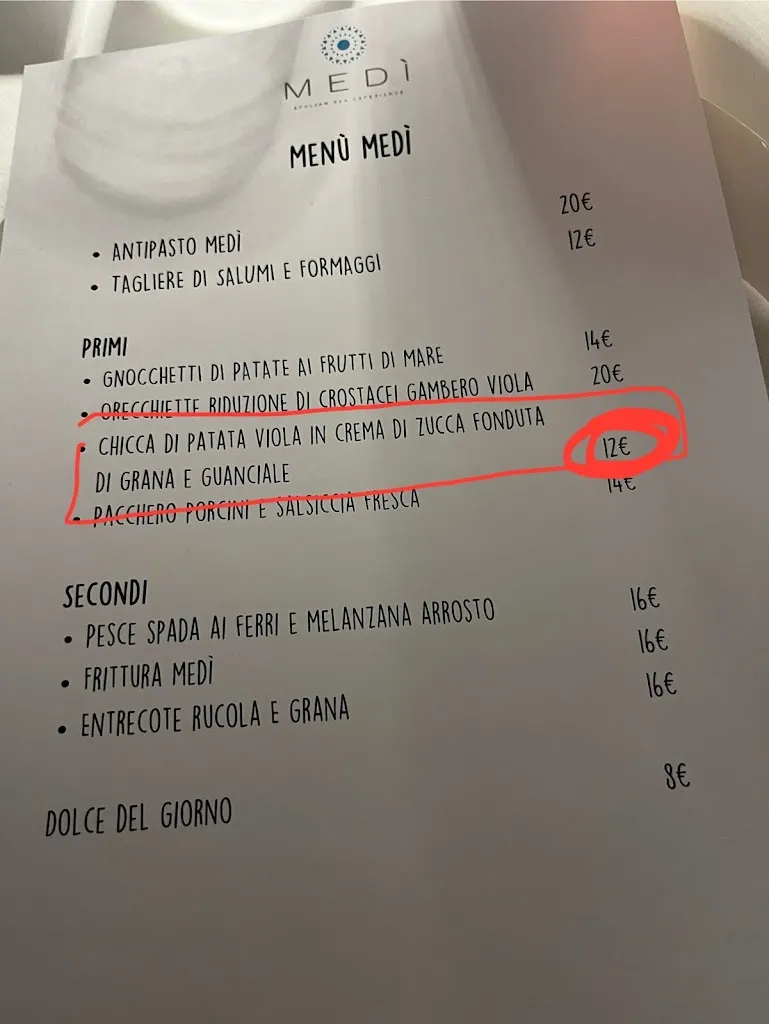 MEDÌ
APULIAN SEA EXPERIENCE
MENÙ MEDÌ
• ANTIPASTO MEDÌ 20€
• TAGLIERE DI SALUMI E FORMAGGI 12€
PRIMI
• GNOCCHETTI DI PATATE AI FRUTTI DI MARE 14€
• ORECCHIETTE RIDUZIONE DI CROSTACEI GAMBERO VIOLA 20€
• CHICCA DI PATATA VIOLA IN CREMA DI ZUCCA FONDUTA
DI GRANA E GUANCIALE 12€
• PACCHERO PORCINI E SALSICCIA FRESCA 14€
SECONDI
• PESCE SPADA AI FERRI E MELANZANA ARROSTO 16€
• FRITTURA MEDÌ 16€
• ENTRECOTE RUCOLA E GRANA 16€
DOLCE DEL GIORNO 8€